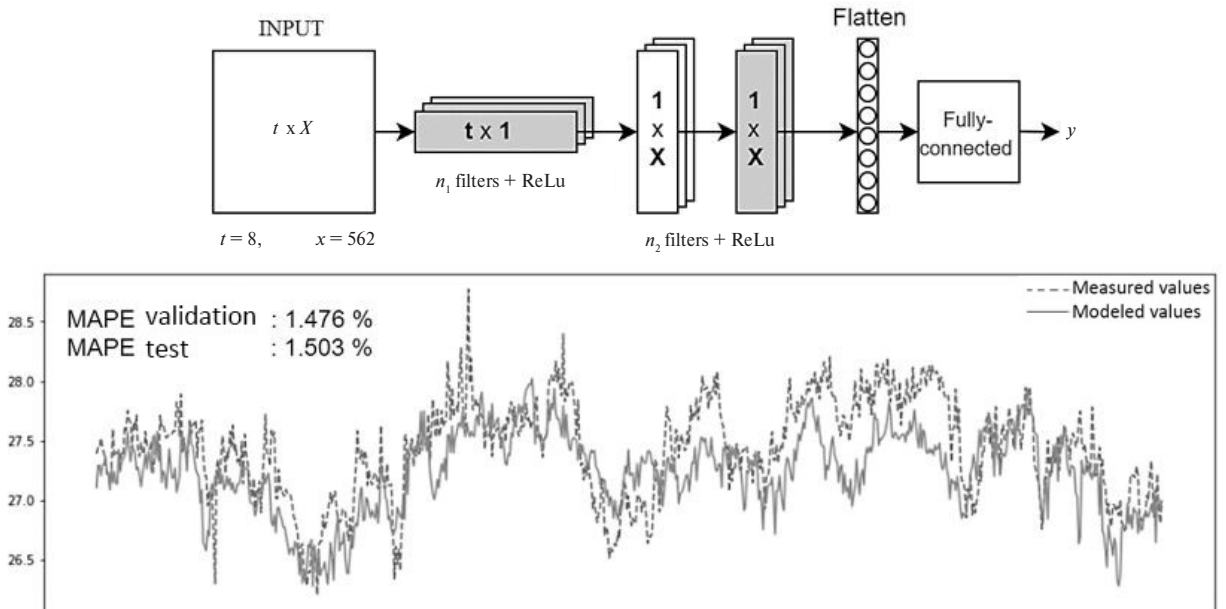 Flatten
INPUT
t x X
t x 1
1
x
X
1
x
X
Fully-
connected
y
n₁ filters + ReLu
t = 8, x = 562
n₂ filters + ReLu
MAPE validation : 1.476 %
MAPE test : 1.503 %
Measured values
Modeled values
28.5
28.0
27.5
27.0
26.5